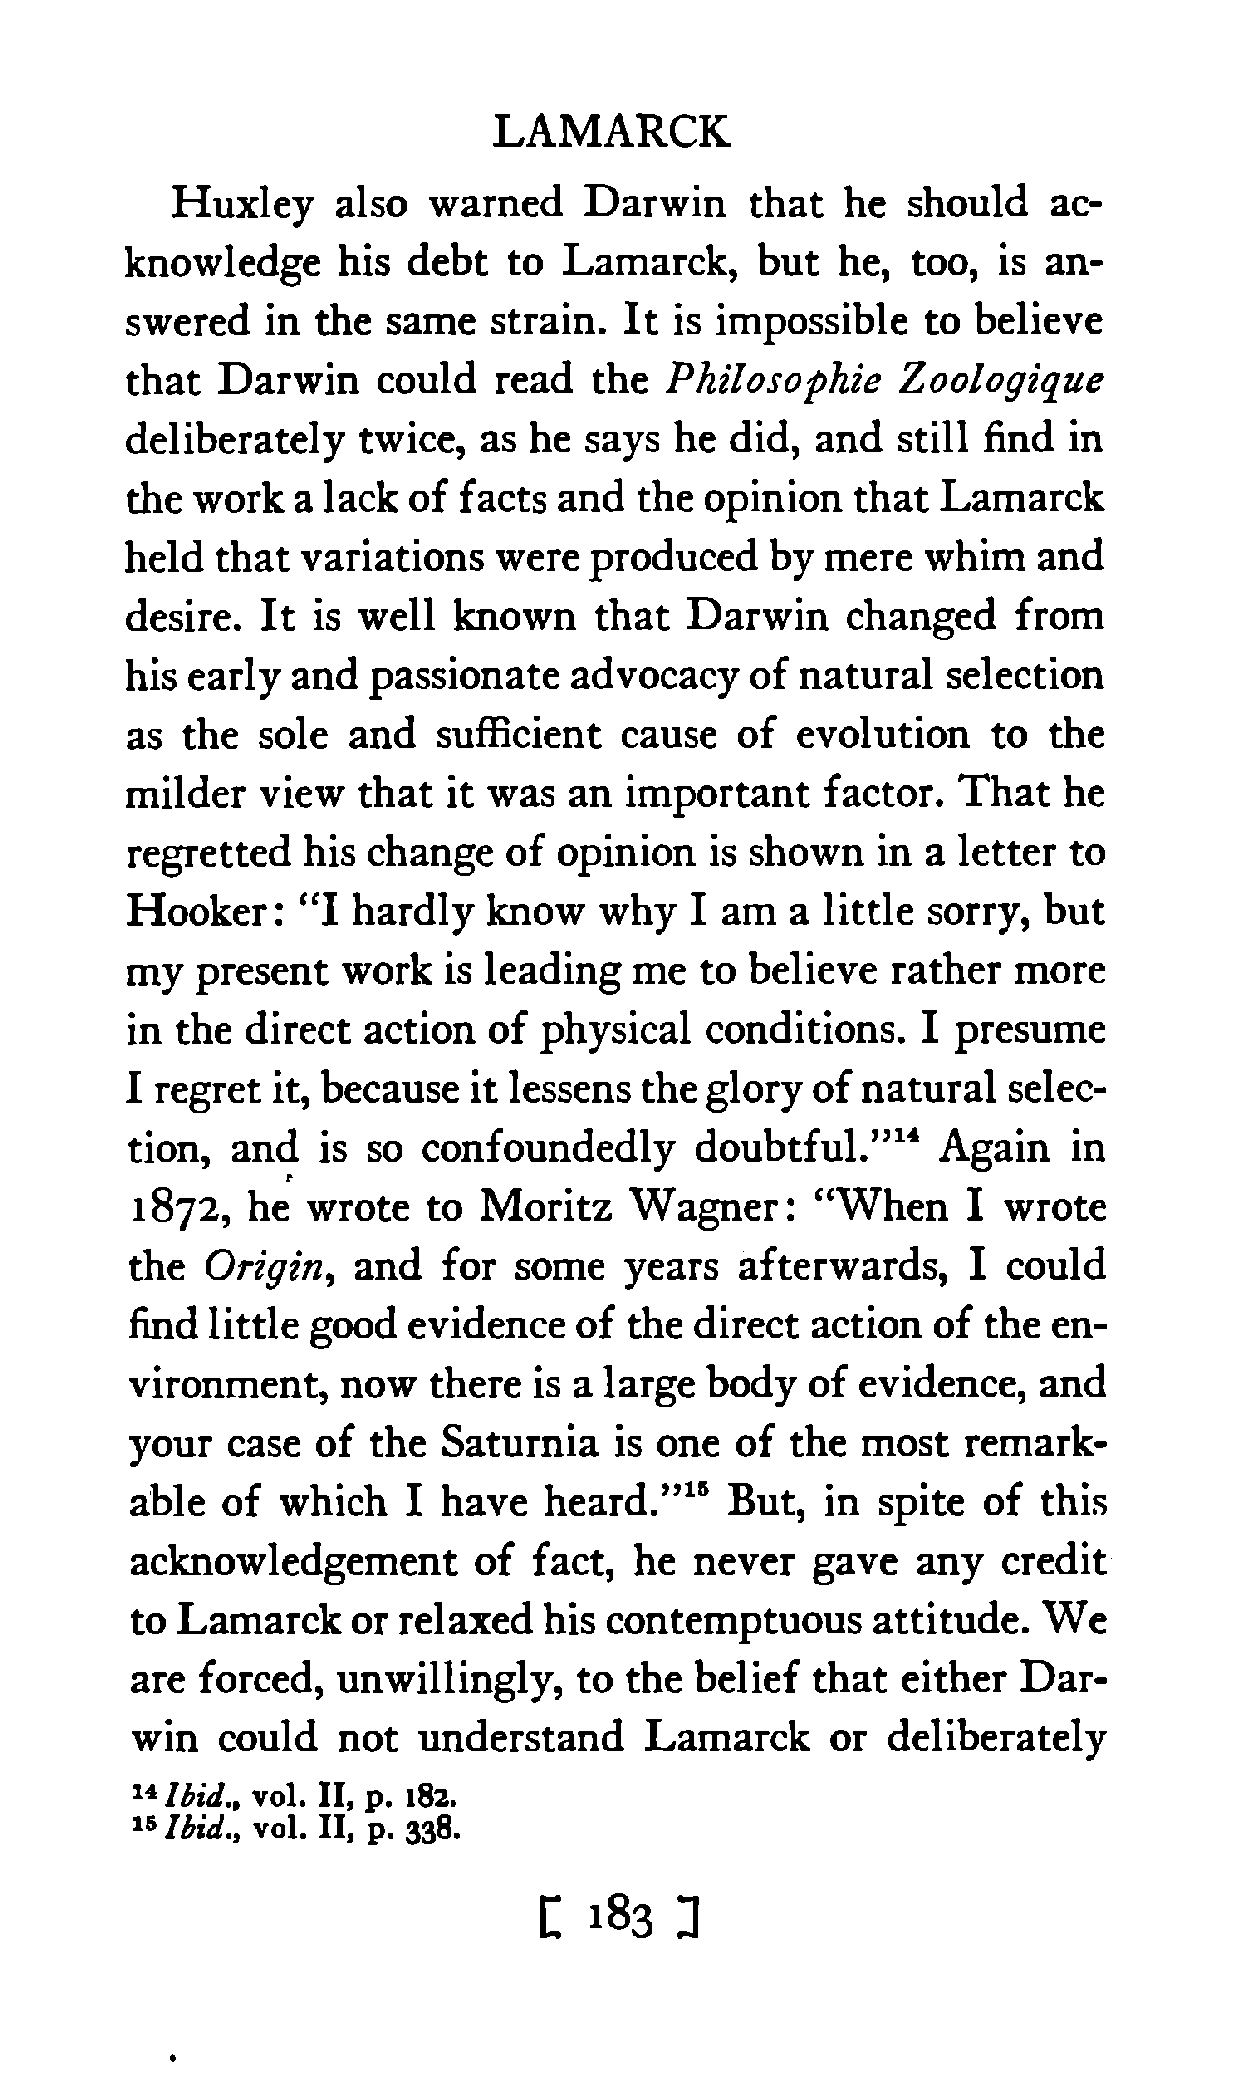 LAMARCK
Huxley also warned Darwin that he should ac-
knowledge his debt to Lamarck, but he, too, is an-
swered in the same strain. It is impossible to believe
that Darwin could read the Philosophie Zoologique
deliberately twice, as he says he did, and still find in
the work a lack of facts and the opinion that Lamarck
held that variations were produced by mere whim and
desire. It is well known that Darwin changed from
his early and passionate advocacy of natural selection
as the sole and sufficient cause of evolution to the
milder view that it was an important factor. That he
regretted his change of opinion is shown in a letter to
Hooker: "I hardly know why I am a little sorry, but
my present work is leading me to believe rather more
in the direct action of physical conditions. I presume
I regret it, because it lessens the glory of natural selec-
tion, and is so confoundedly doubtful."¹⁴ Again in
1872, he wrote to Moritz Wagner: "When I wrote
the Origin, and for some years afterwards, I could
find little good evidence of the direct action of the en-
vironment, now there is a large body of evidence, and
your case of the Saturnia is one of the most remark-
able of which I have heard."¹⁵ But, in spite of this
acknowledgement of fact, he never gave any credit
to Lamarck or relaxed his contemptuous attitude. We
are forced, unwillingly, to the belief that either Dar-
win could not understand Lamarck or deliberately
¹⁴ Ibid., vol. II, p. 182.
¹⁵ Ibid., vol. II, p. 338.
[ 183 ]